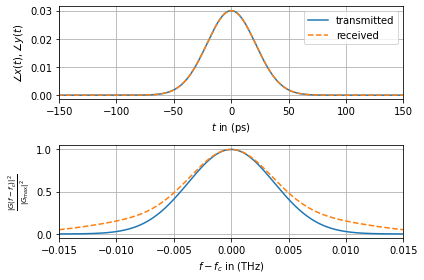 ∠x(t), ∠y(t)
0.03
0.02
0.01
0.00
transmitted
received
−150 −100 −50 0 50 100 150
t in (ps)
|G(f − f_c)|² / |G_max|²
1.0
0.5
0.0
−0.015 −0.010 −0.005 0.000 0.005 0.010 0.015
f − f_c in (THz)